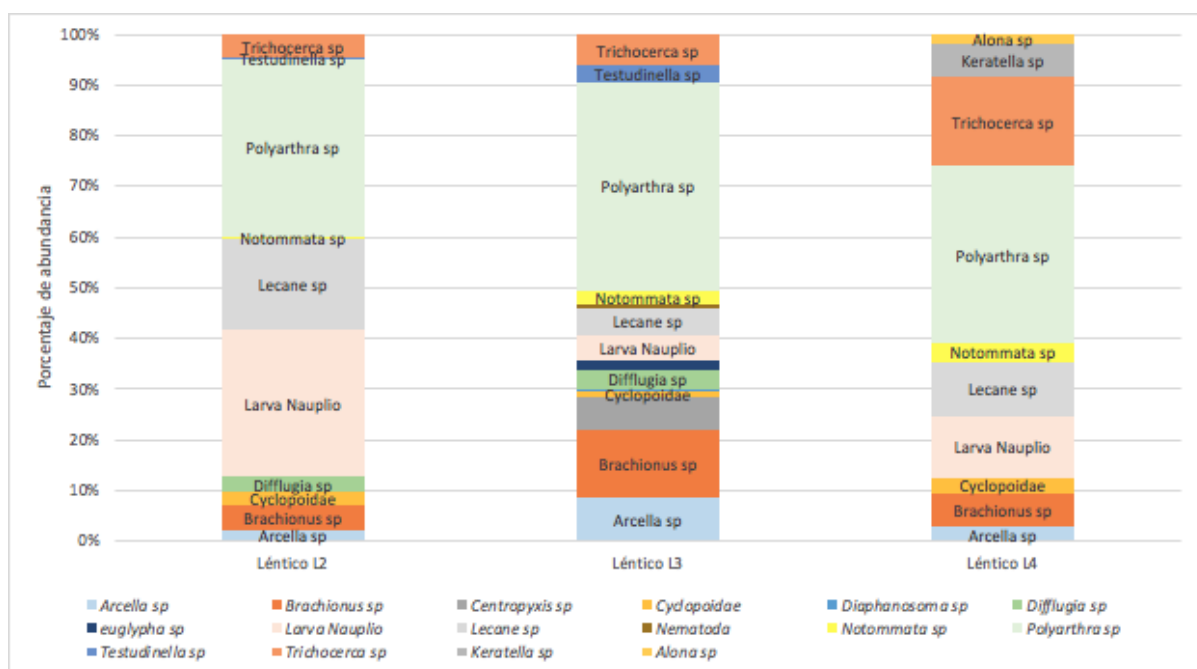 100%
90%
80%
70%
60%
50%
40%
30%
20%
10%
0%
Porcentaje de abundancia
Trichocerca sp
Testudinella sp
Polyarthra sp
Notommata sp
Lecane sp
Larva Nauplio
Difflugia sp
Cyclopoidae
Brachionus sp
Arcella sp
Léntico L2
Trichocerca sp
Testudinella sp
Polyarthra sp
Notommata sp
Lecane sp
Larva Nauplio
Difflugia sp
Cyclopoidae
Brachionus sp
Arcella sp
Léntico L3
Alona sp
Keratella sp
Trichocerca sp
Polyarthra sp
Notommata sp
Lecane sp
Larva Nauplio
Cyclopoidae
Brachionus sp
Arcella sp
Léntico L4
Arcella sp Brachionus sp Centropyxis sp Cyclopoidae Diaphanosoma sp Difflugia sp
euglypha sp Larva Nauplio Lecane sp Nematoda Notommata sp Polyarthra sp
Testudinella sp Trichocerca sp Keratella sp Alona sp